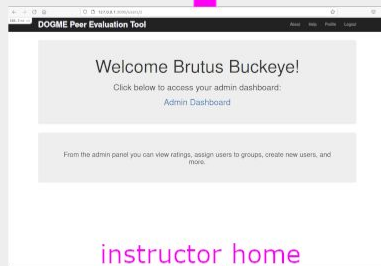 DOGME Peer Evaluation Tool
About Help Profile Logout
Welcome Brutus Buckeye!
Click below to access your admin dashboard:
Admin Dashboard
From the admin panel you can view ratings, assign users to groups, create new users, and
more.
instructor home